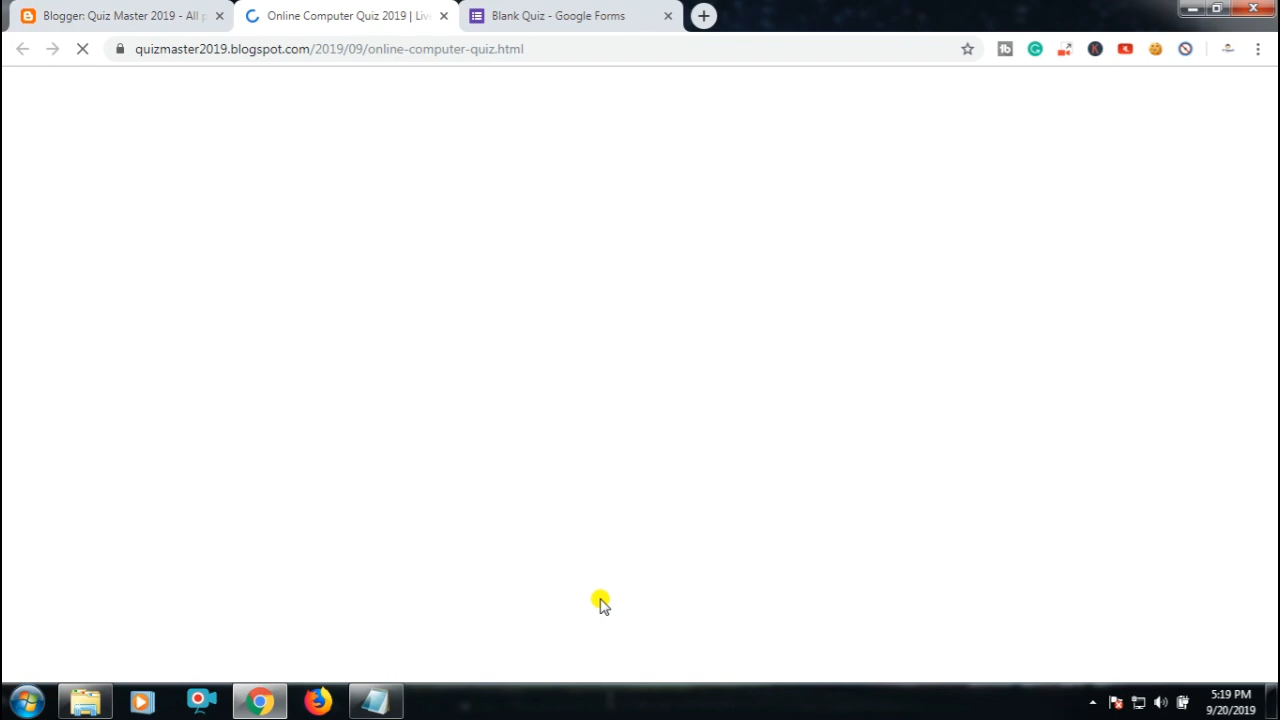 Blogger: Quiz Master 2019 - All p
Online Computer Quiz 2019 | Liv
Blank Quiz - Google Forms
quizmaster2019.blogspot.com/2019/09/online-computer-quiz.html
5:19 PM
9/20/2019